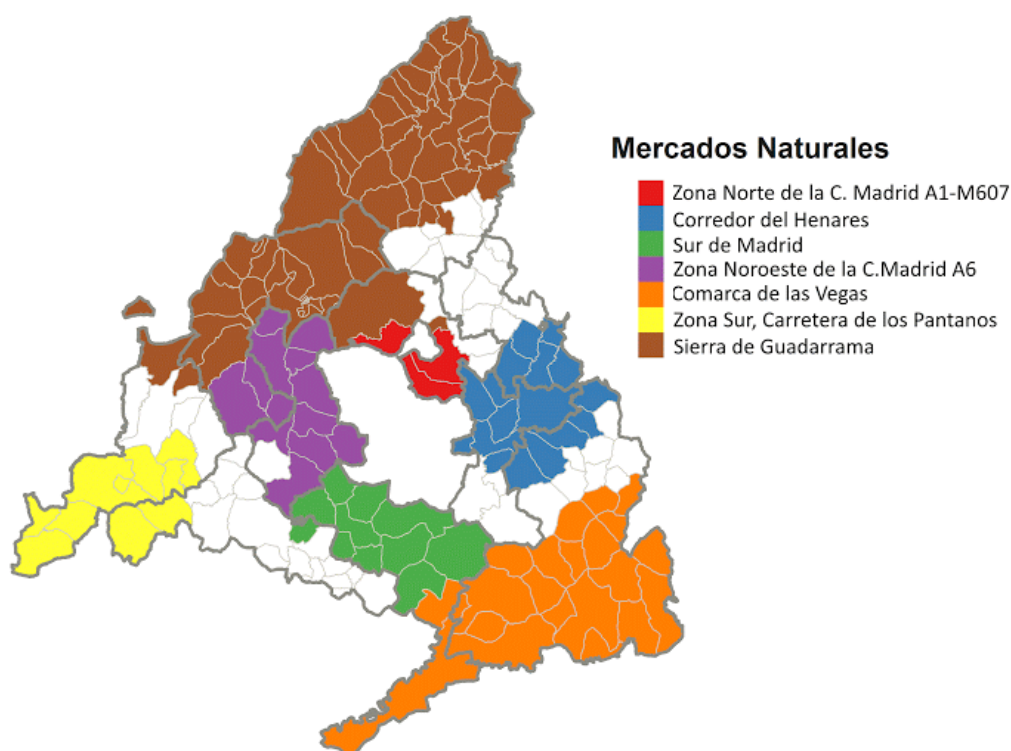 Mercados Naturales
Zona Norte de la C. Madrid A1-M607
Corredor del Henares
Sur de Madrid
Zona Noroeste de la C.Madrid A6
Comarca de las Vegas
Zona Sur, Carretera de los Pantanos
Sierra de Guadarrama